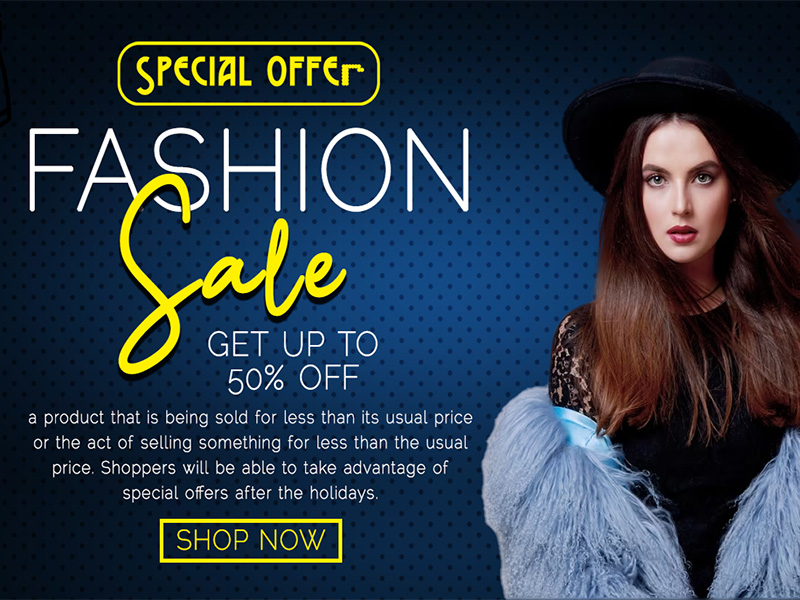 SPECIAL OFFEr
FASHION
Sale
GET UP TO
50% OFF
a product that is being sold for less than its usual price
or the act of selling something for less than the usual
price. Shoppers will be able to take advantage of
special offers after the holidays.
SHOP NOW